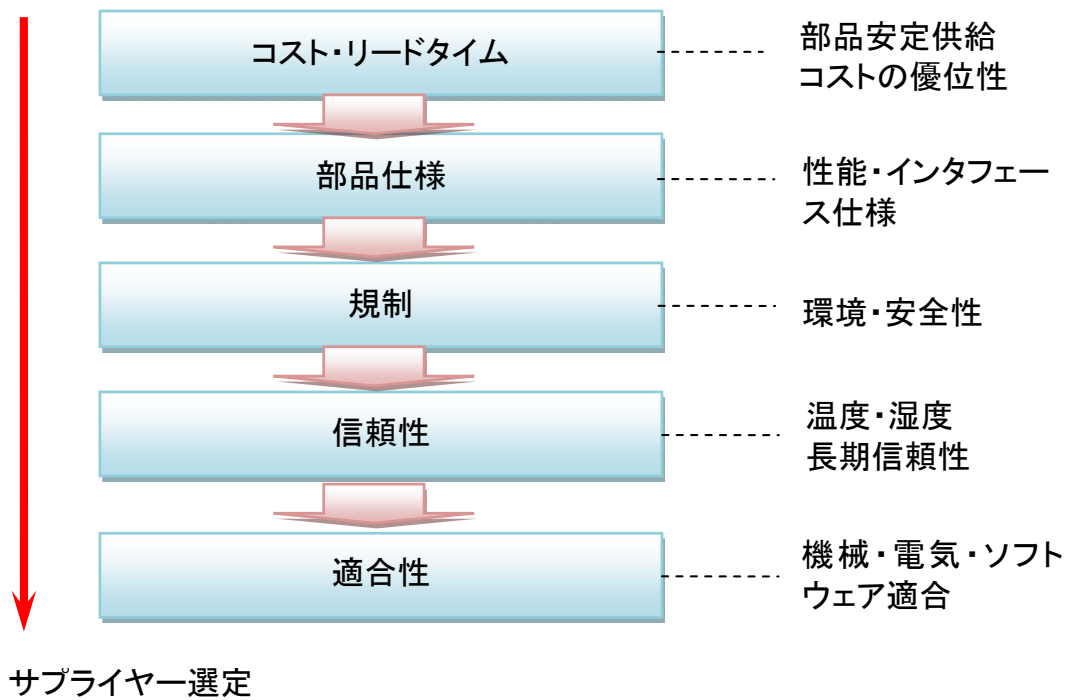 コスト・リードタイム
部品安定供給
コストの優位性
部品仕様
性能・インタフェー
ス仕様
規制
環境・安全性
信頼性
温度・湿度
長期信頼性
適合性
機械・電気・ソフト
ウェア適合
サプライヤー選定